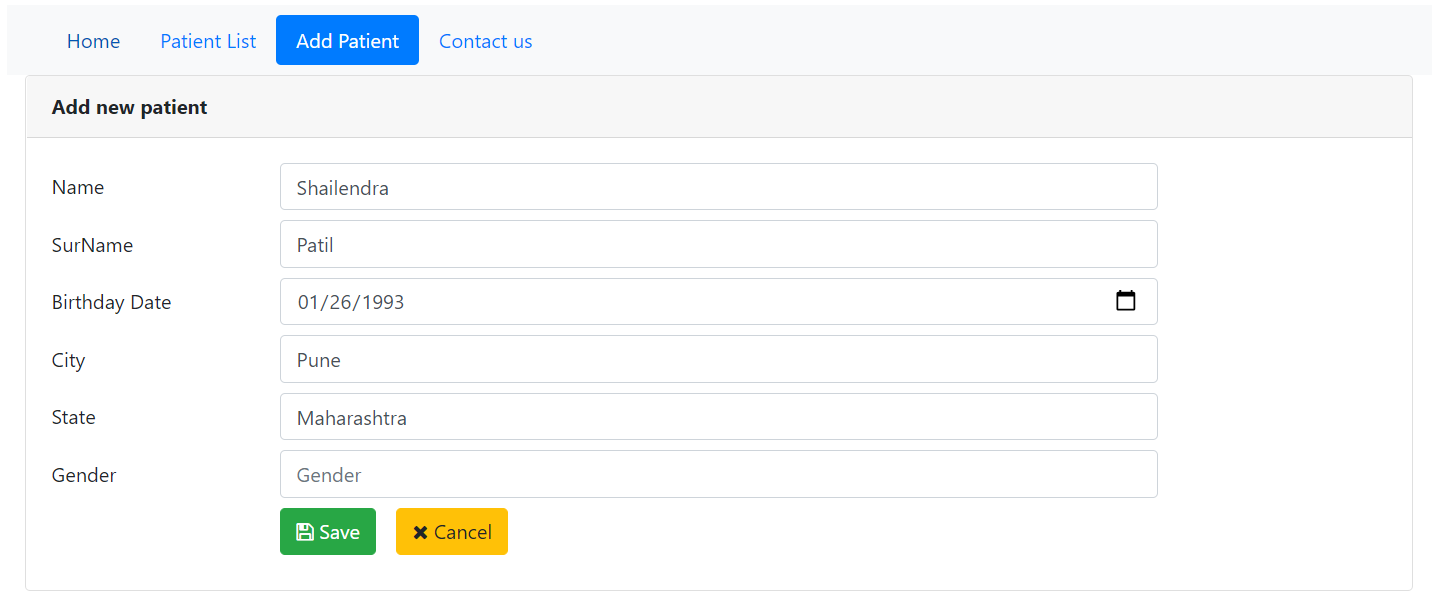 Home Patient List Add Patient Contact us
Add new patient
Name Shailendra
SurName Patil
Birthday Date 01/26/1993
City Pune
State Maharashtra
Gender Gender
Save Cancel